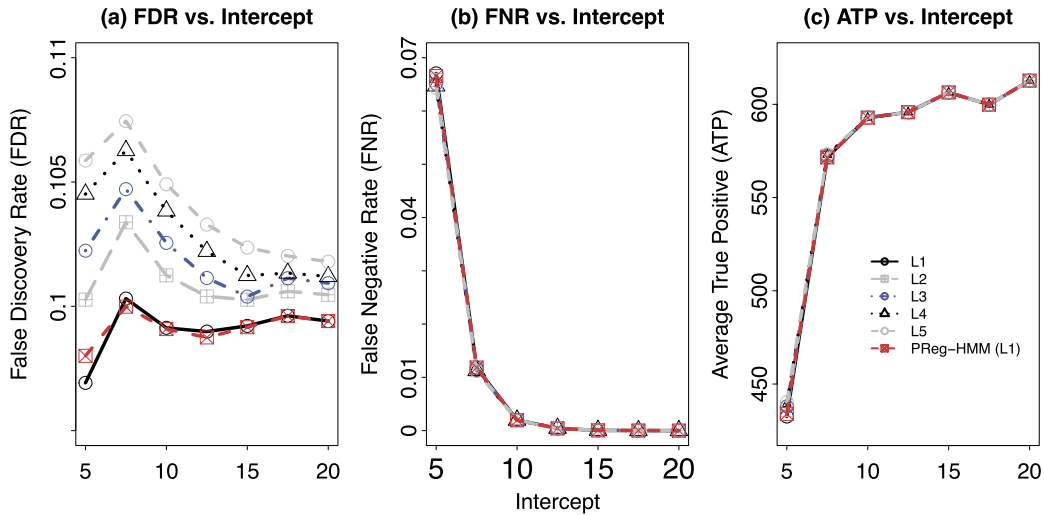 (a) FDR vs. Intercept
(b) FNR vs. Intercept
(c) ATP vs. Intercept
False Discovery Rate (FDR)
0.11
0.105
0.1
5 10 15 20
False Negative Rate (FNR)
0.07
0.04
0.01
0
5 10 15 20
Intercept
Average True Positive (ATP)
600
550
500
450
L1
L2
L3
L4
L5
PReg−HMM (L1)
5 10 15 20